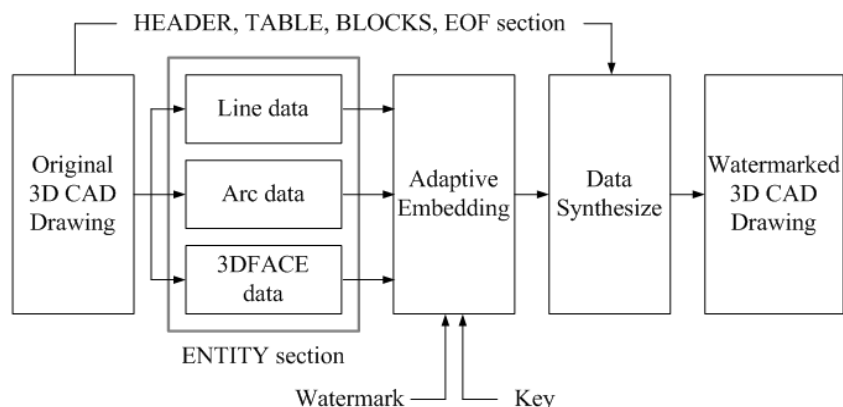 HEADER, TABLE, BLOCKS, EOF section
Original
3D CAD
Drawing
Line data
Arc data
3DFACE
data
ENTITY section
Adaptive
Embedding
Data
Synthesize
Watermarked
3D CAD
Drawing
Watermark
Key